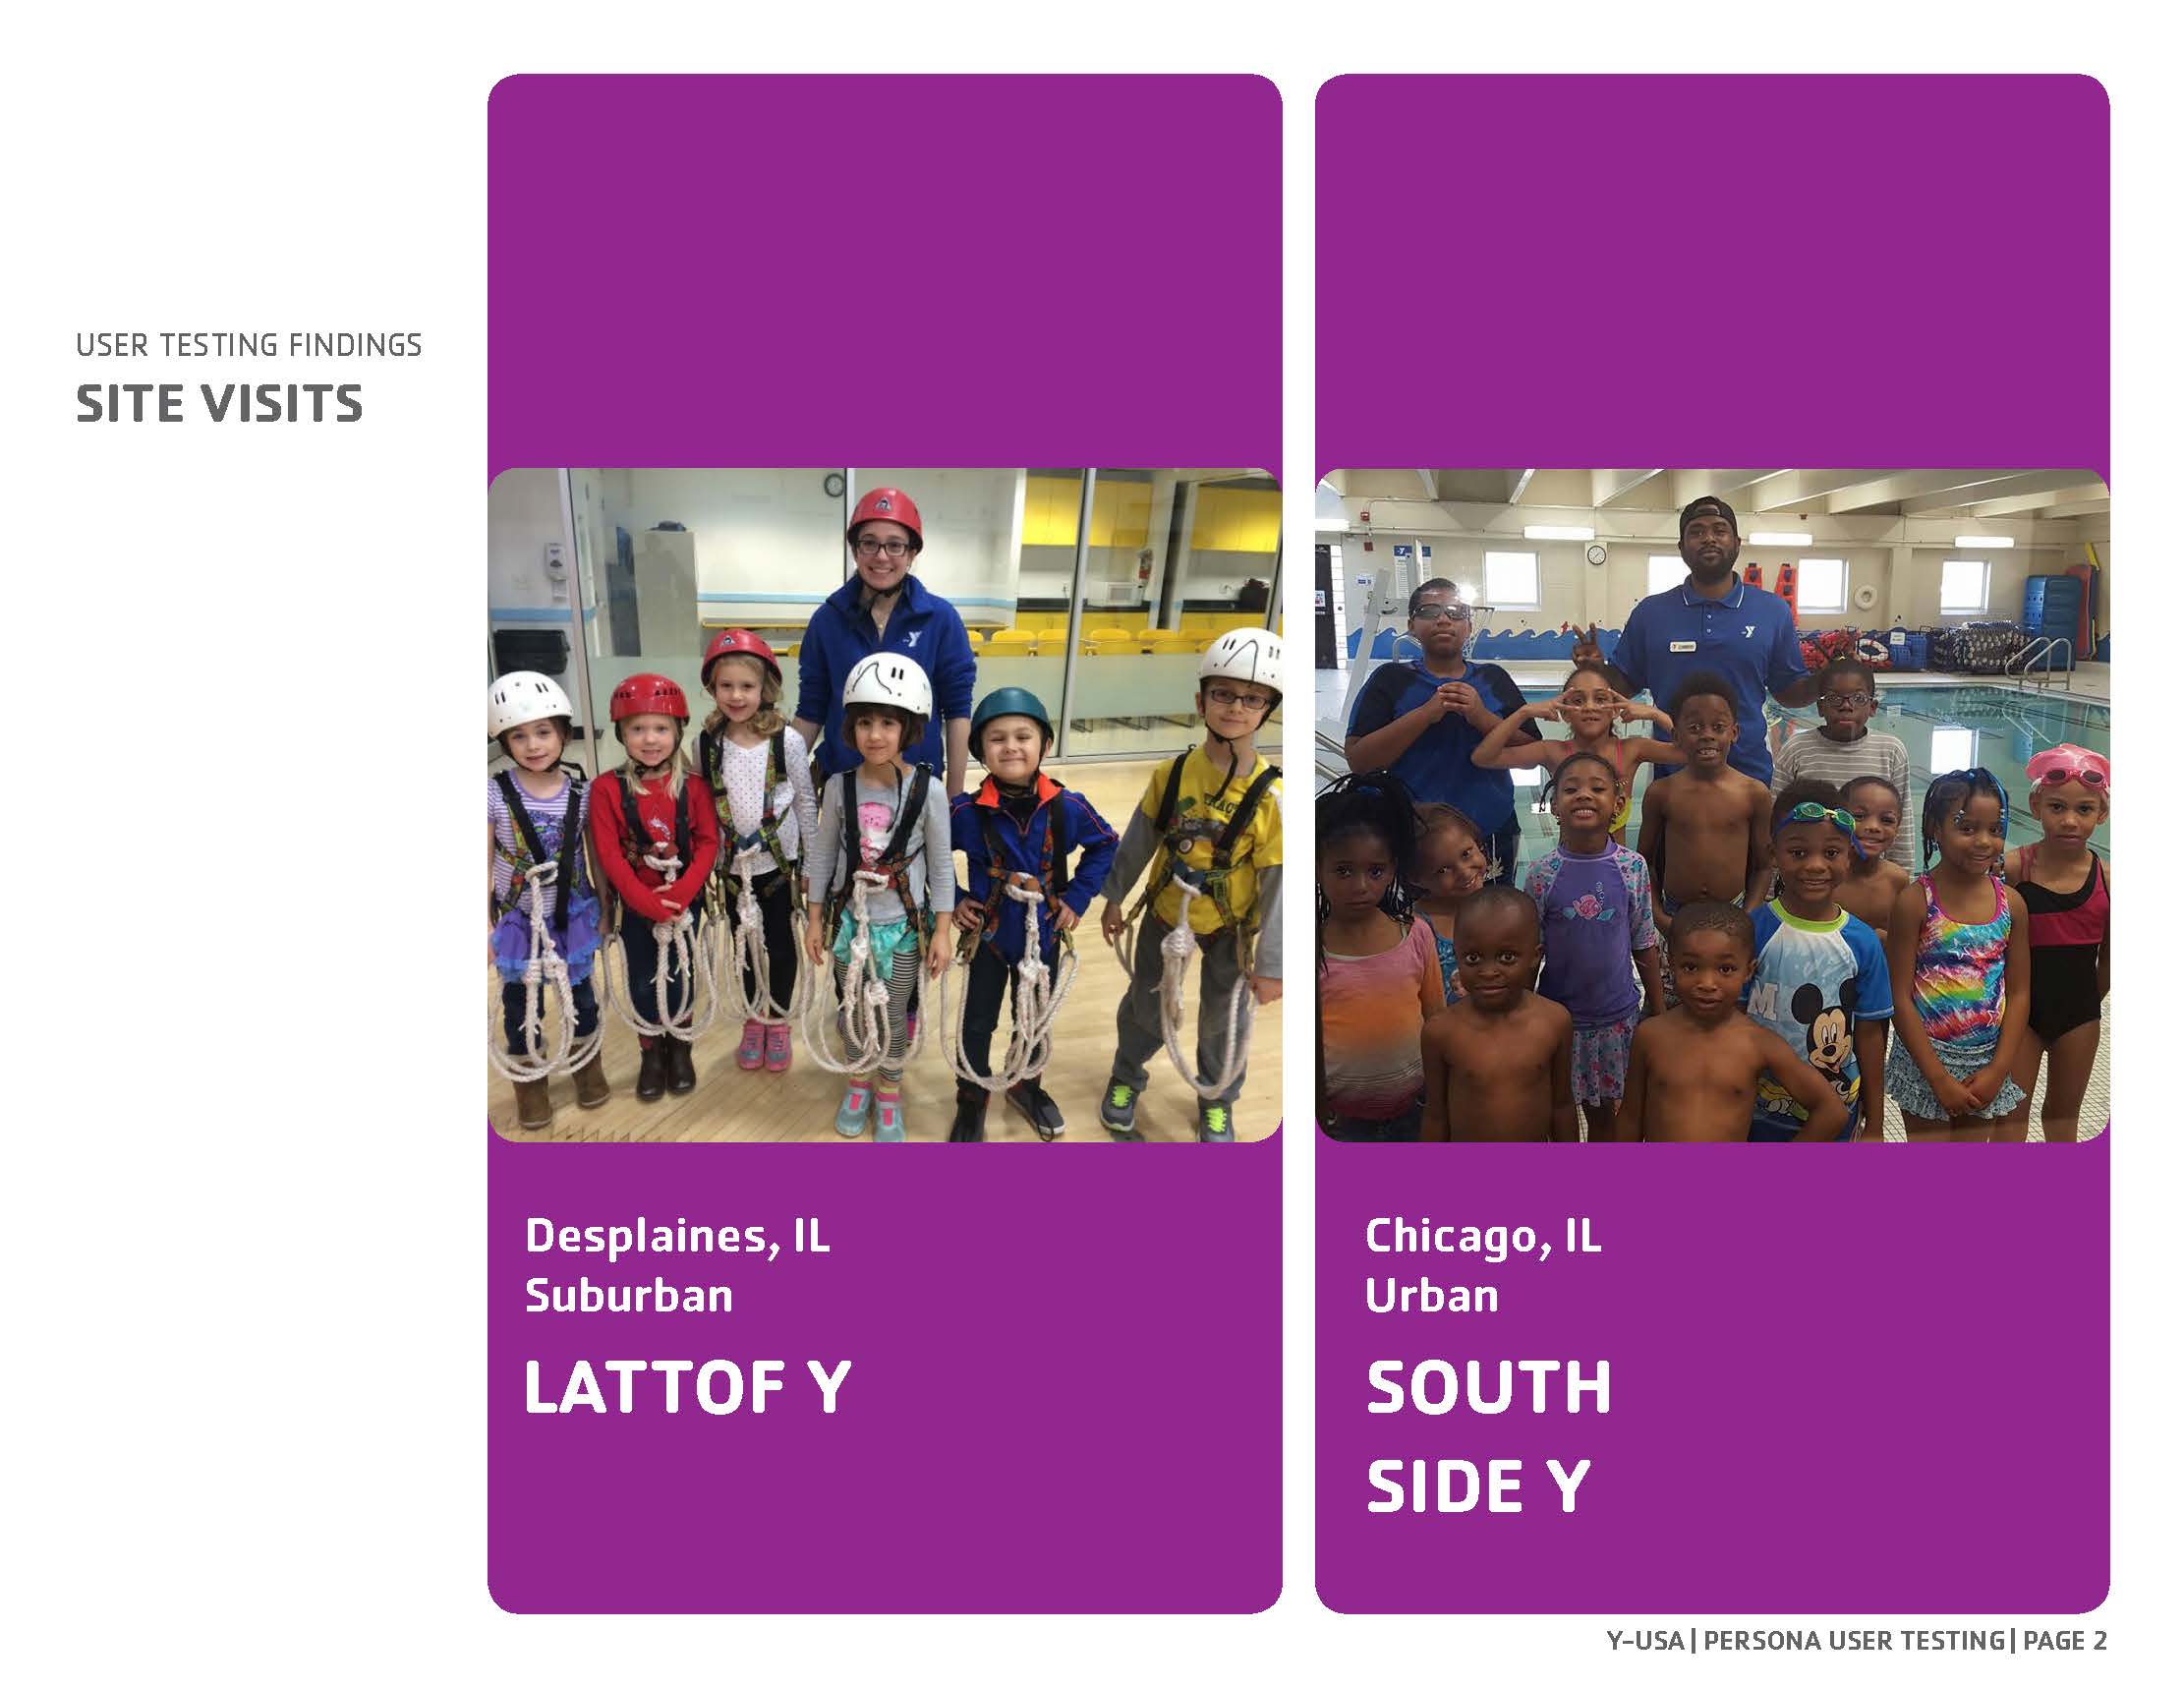 USER TESTING FINDINGS
SITE VISITS
Desplaines, IL
Suburban
LATTOF Y
Chicago, IL
Urban
SOUTH
SIDE Y
Y-USA | PERSONA USER TESTING | PAGE 2